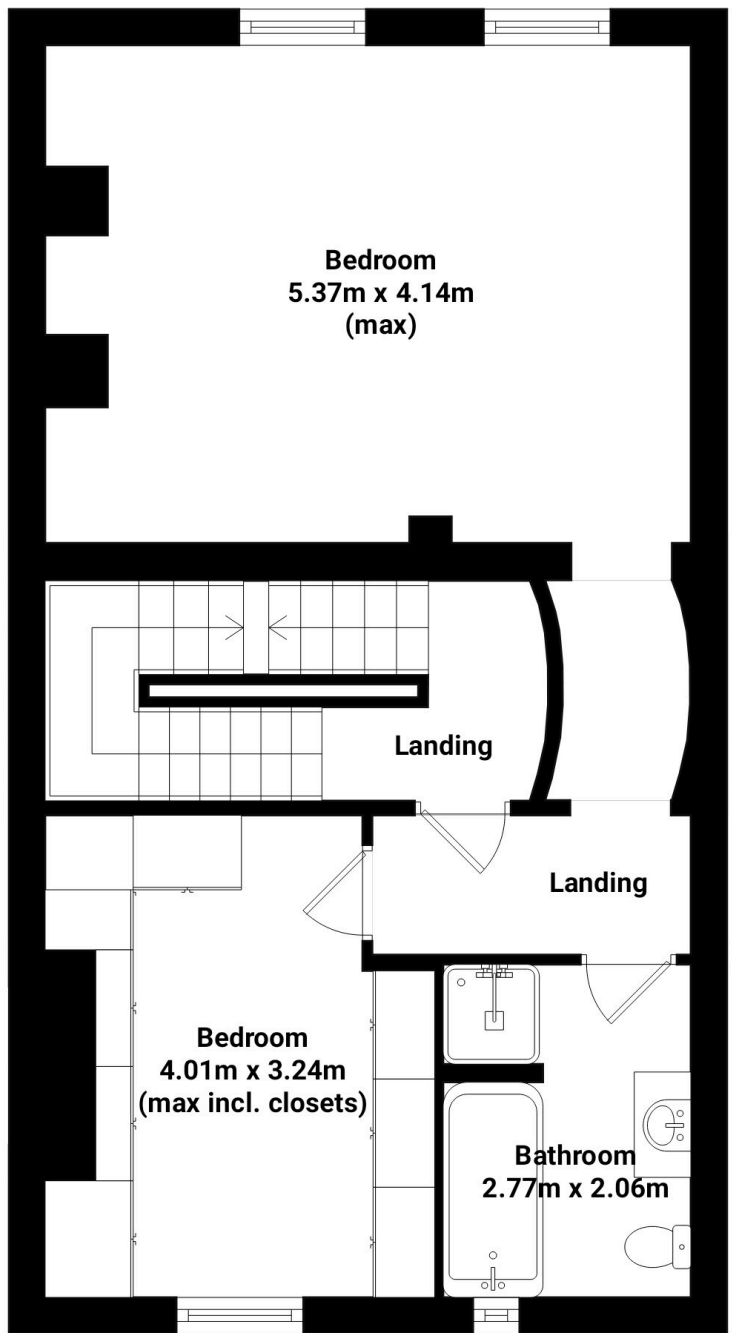 Bedroom
5.37m x 4.14m
(max)
Landing
Landing
Bedroom
4.01m x 3.24m
(max incl. closets)
Bathroom
2.77m x 2.06m